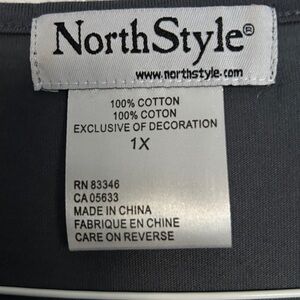 NorthStyle®
www.northstyle.com
100% COTTON
100% COTON
EXCLUSIVE OF DECORATION
1X
RN 83346
CA 05633
MADE IN CHINA
FABRIQUE EN CHINE
CARE ON REVERSE